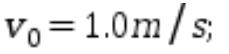 v₀ = 1.0m/s;